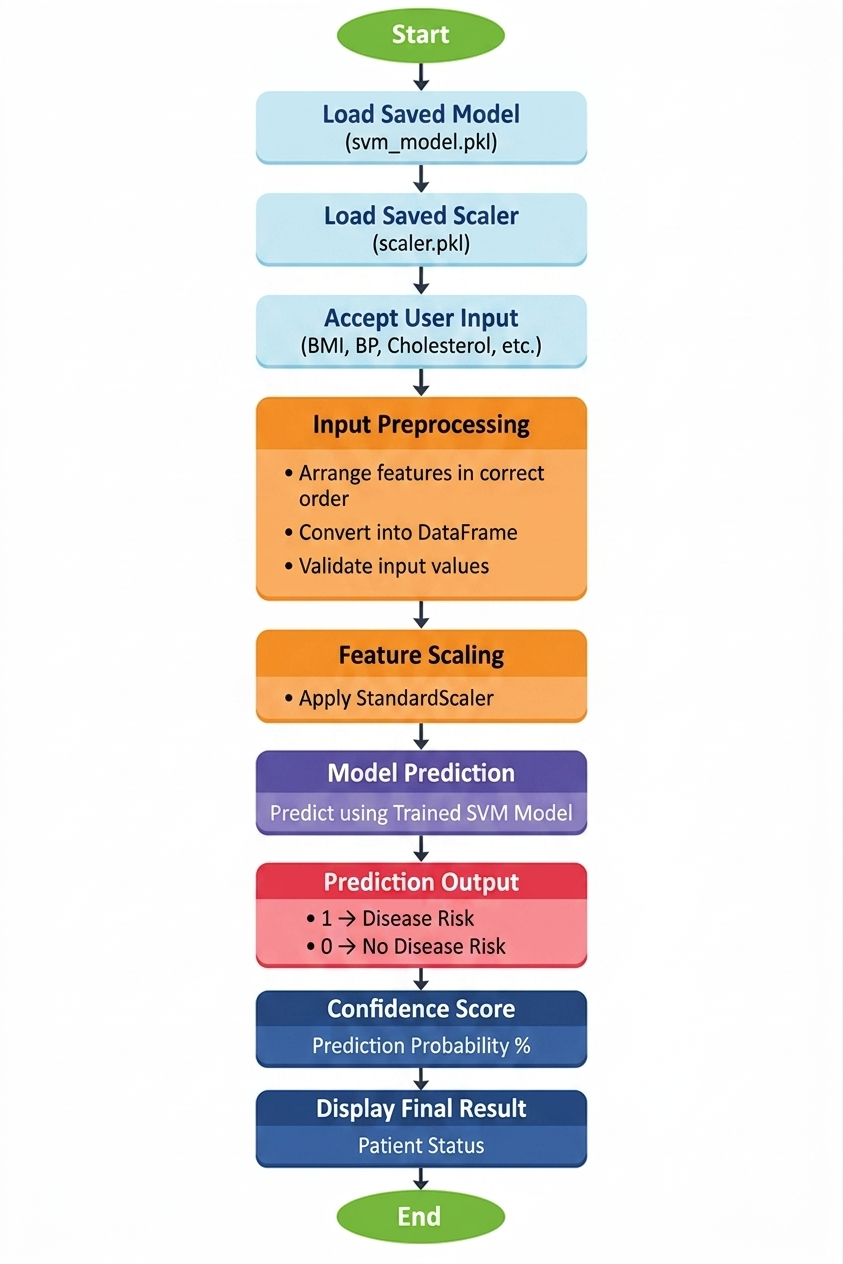 Start
Load Saved Model
(svm_model.pkl)
Load Saved Scaler
(scaler.pkl)
Accept User Input
(BMI, BP, Cholesterol, etc.)
Input Preprocessing
• Arrange features in correct
order
• Convert into DataFrame
• Validate input values
Feature Scaling
• Apply StandardScaler
Model Prediction
Predict using Trained SVM Model
Prediction Output
• 1 → Disease Risk
• 0 → No Disease Risk
Confidence Score
Prediction Probability %
Display Final Result
Patient Status
End